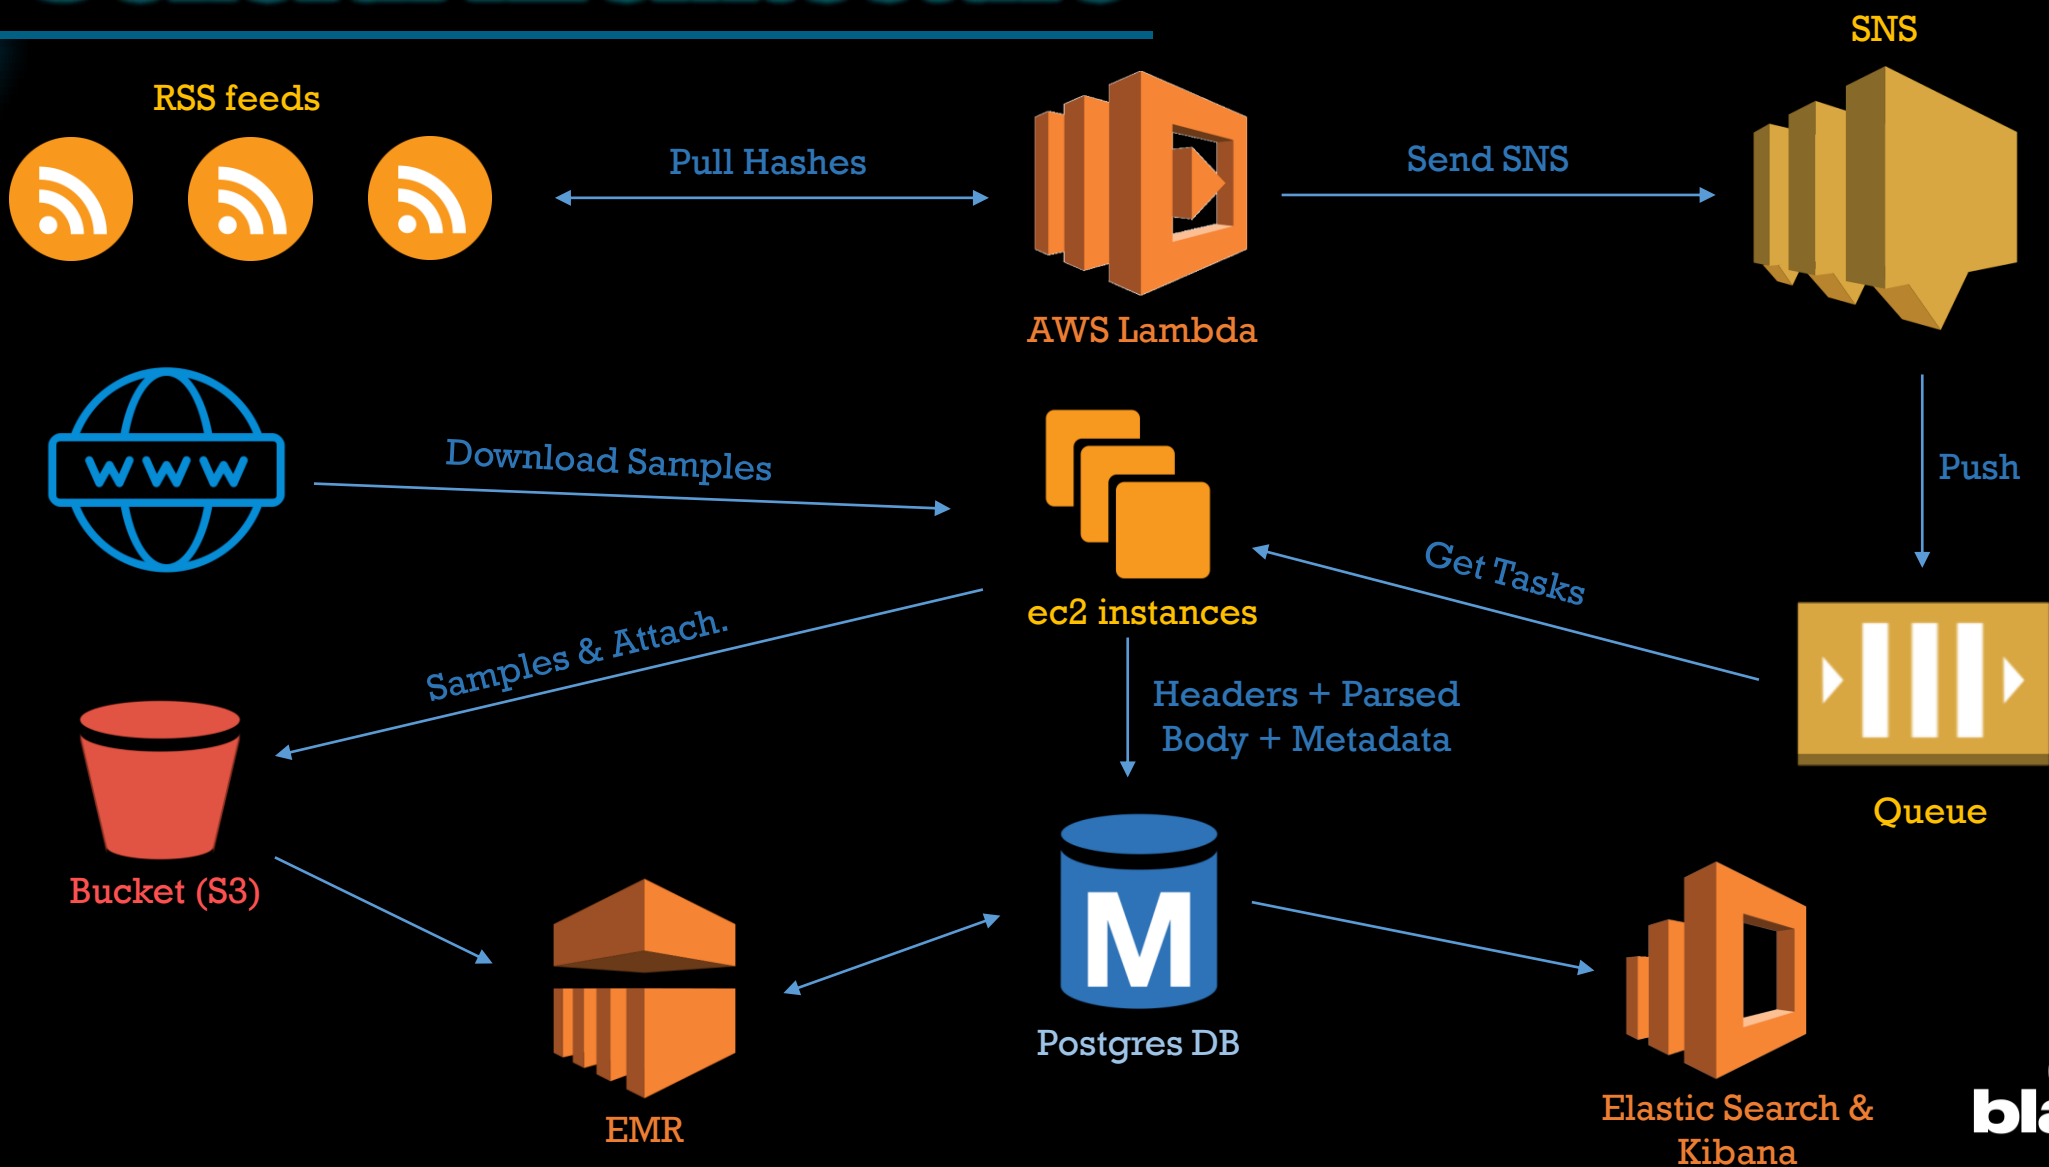 SNS
RSS feeds
Pull Hashes
Send SNS
AWS Lambda
WWW
Download Samples
Push
Get Tasks
ec2 instances
Samples & Attach.
Headers + Parsed
Body + Metadata
Queue
Bucket (S3)
M
Postgres DB
EMR
Elastic Search &
Kibana